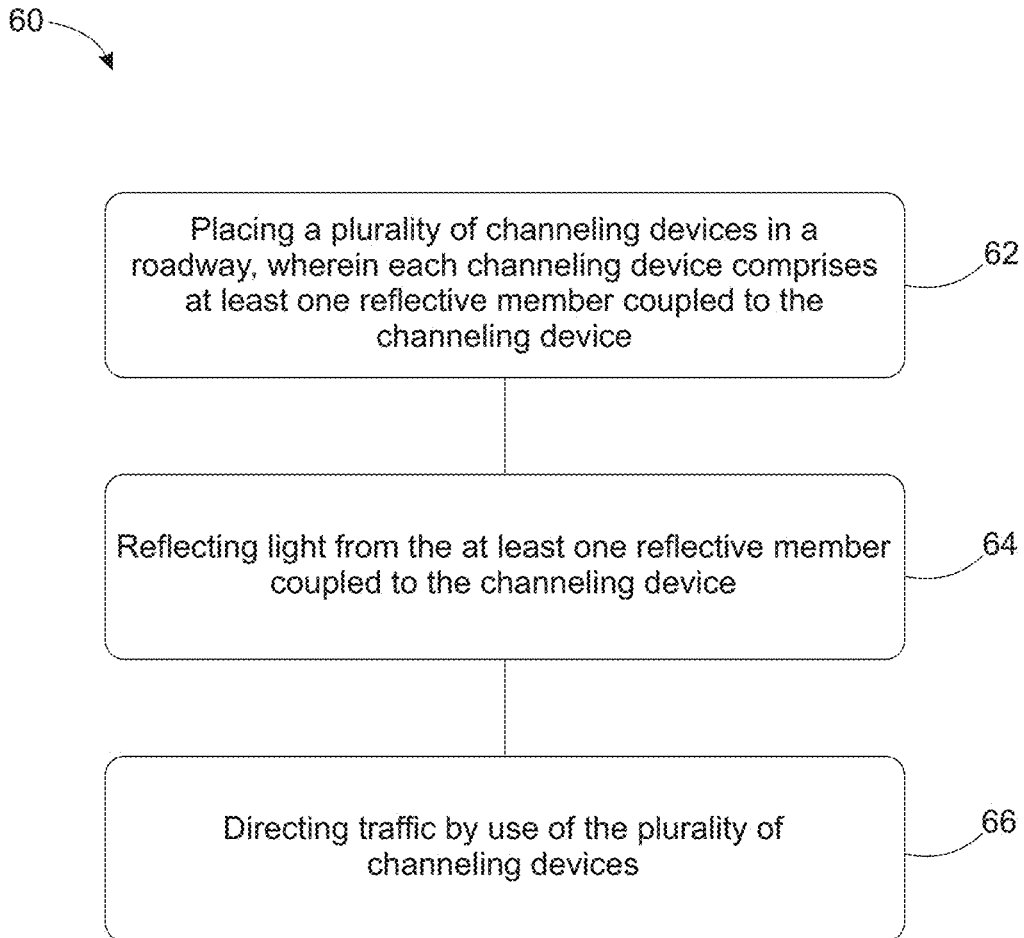 60
Placing a plurality of channeling devices in a
roadway, wherein each channeling device comprises
at least one reflective member coupled to the
channeling device
62
Reflecting light from the at least one reflective member
coupled to the channeling device
64
Directing traffic by use of the plurality of
channeling devices
66